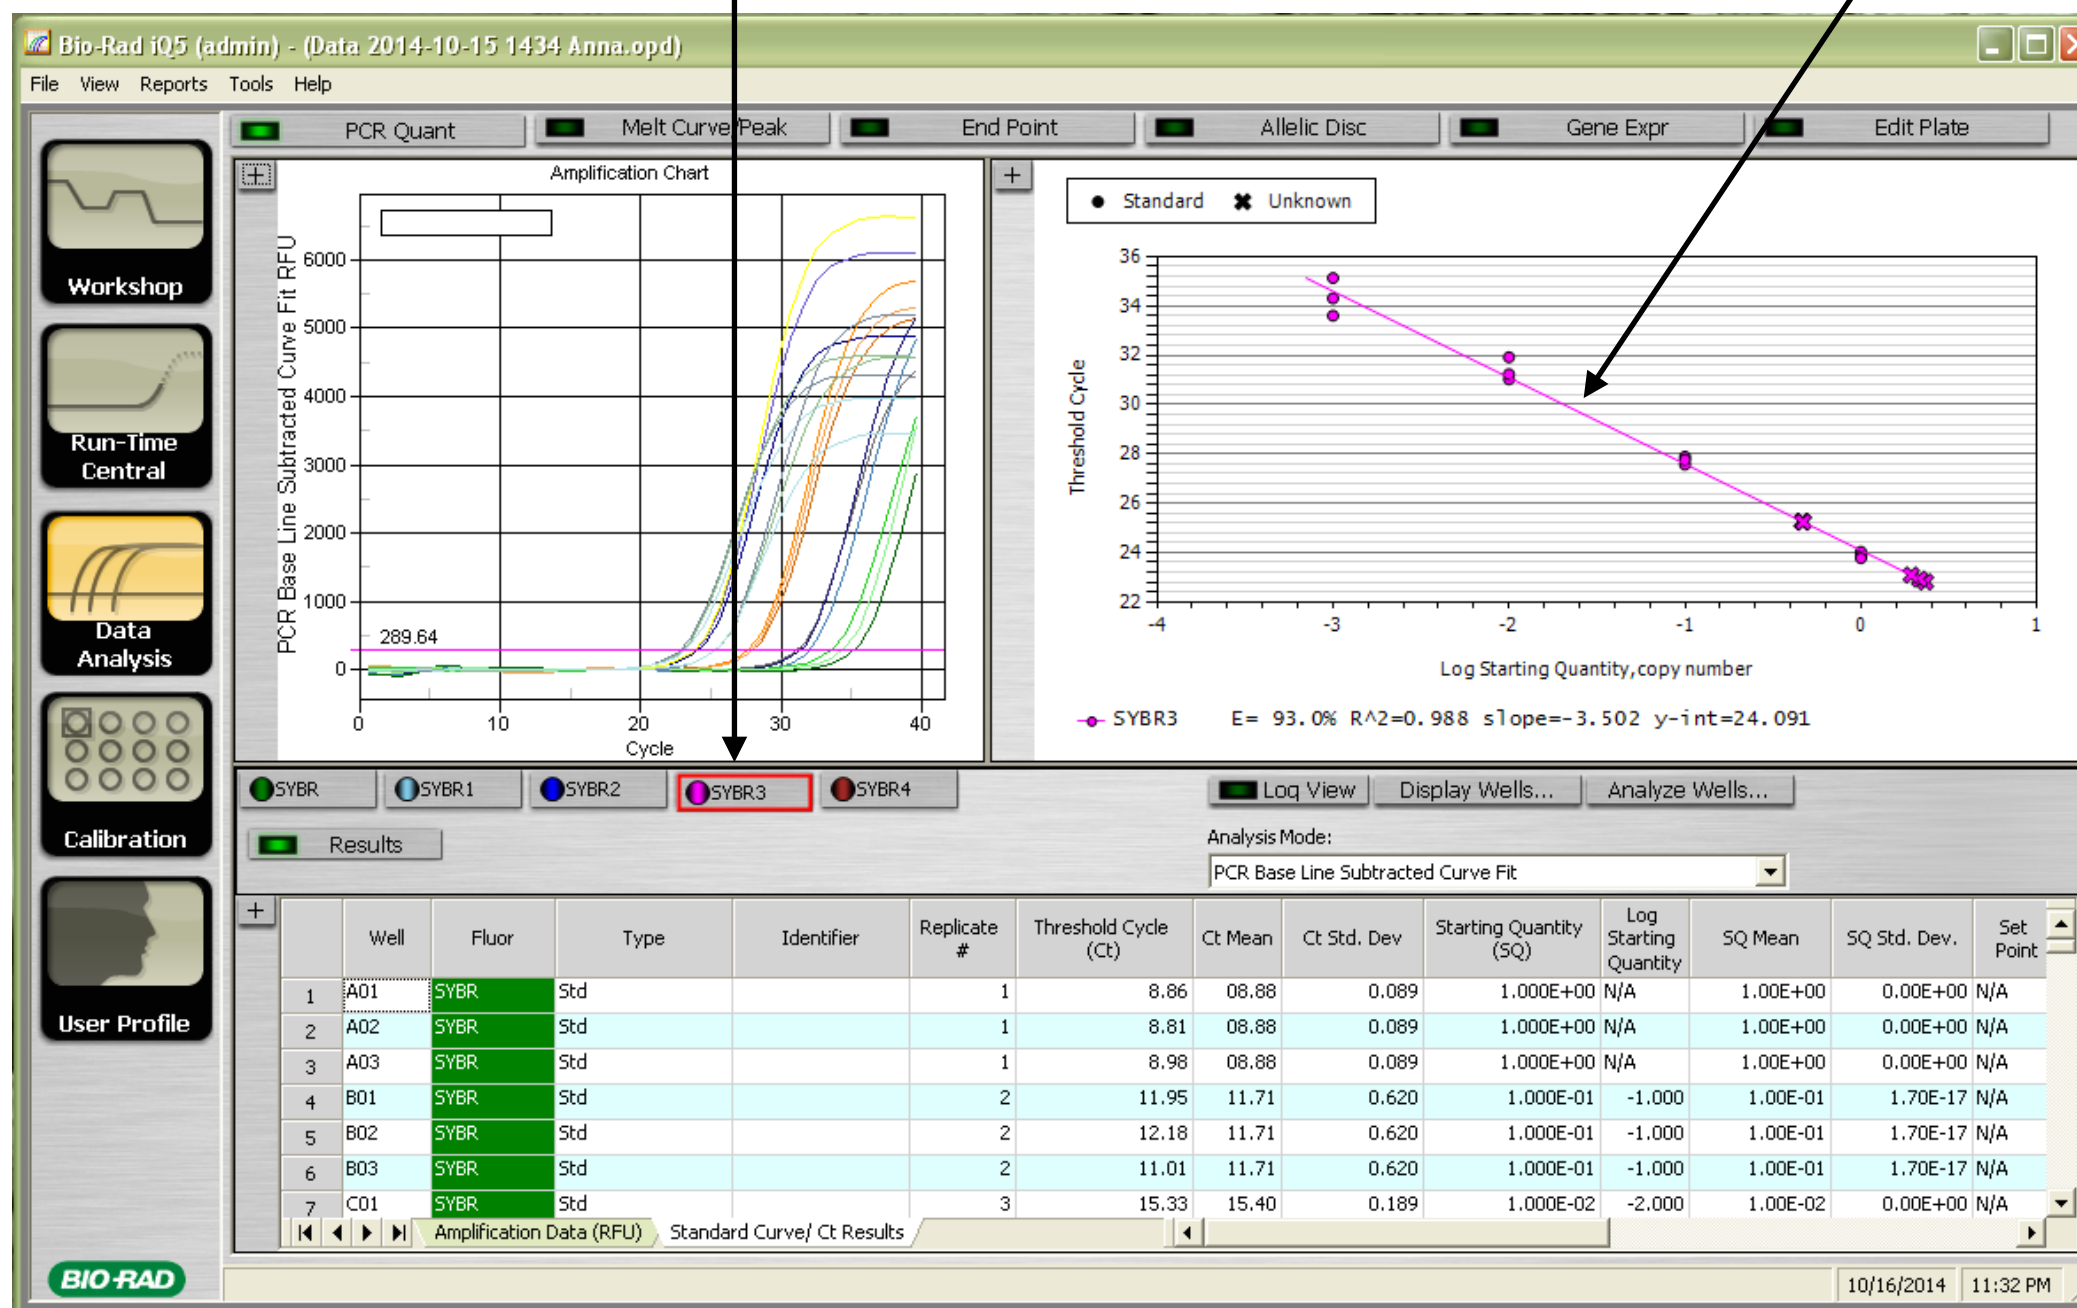 Bio-Rad iQ5 (admin) - (Data 2014-10-15 1434 Anna.opd)
File View Reports Tools Help
PCR Quant Melt Curve/Peak End Point Allelic Disc Gene Expr Edit Plate
Workshop
Run-Time
Central
Data
Analysis
Calibration
User Profile
BIO-RAD
+
Amplification Chart
PCR Base Line Subtracted Curve Fit RFU
6000
5000
4000
3000
2000
1000
0
289.64
0 10 20 30 40
Cycle
+
Standard Unknown
Threshold Cycle
36
34
32
30
28
26
24
22
-4 -3 -2 -1 0 1
Log Starting Quantity, copy number
SYBR3 E= 93.0% R^2=0.988 slope=-3.502 y-int=24.091
SYBR SYBR1 SYBR2 SYBR3 SYBR4
Log View Display Wells... Analyze Wells...
Results
Analysis Mode:
PCR Base Line Subtracted Curve Fit
+
Well Fluor Type Identifier Replicate # Threshold Cycle (Ct) Ct Mean Ct Std. Dev Starting Quantity (SQ) Log Starting Quantity SQ Mean SQ Std. Dev. Set Point
1 A01 SYBR Std 1 8.86 08.88 0.089 1.000E+00 N/A 1.00E+00 0.00E+00 N/A
2 A02 SYBR Std 1 8.81 08.88 0.089 1.000E+00 N/A 1.00E+00 0.00E+00 N/A
3 A03 SYBR Std 1 8.98 08.88 0.089 1.000E+00 N/A 1.00E+00 0.00E+00 N/A
4 B01 SYBR Std 2 11.95 11.71 0.620 1.000E-01 -1.000 1.00E-01 1.70E-17 N/A
5 B02 SYBR Std 2 12.18 11.71 0.620 1.000E-01 -1.000 1.00E-01 1.70E-17 N/A
6 B03 SYBR Std 2 11.01 11.71 0.620 1.000E-01 -1.000 1.00E-01 1.70E-17 N/A
7 C01 SYBR Std 3 15.33 15.40 0.189 1.000E-02 -2.000 1.00E-02 0.00E+00 N/A
Amplification Data (RFU) Standard Curve/ Ct Results
10/16/2014 11:32 PM